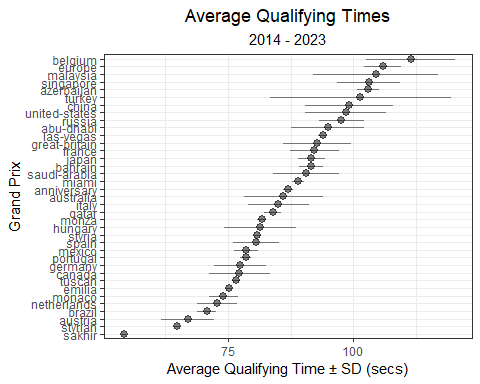 Average Qualifying Times
2014 - 2023
Grand Prix
belgium
europe
malaysia
singapore
azerbaijan
turkey
china
united-states
russia
abu-dhabi
las-vegas
great-britain
france
japan
bahrain
saudi-arabia
miami
anniversary
australia
italy
qatar
monza
hungary
styria
spain
mexico
portugal
germany
canada
tuscan
emilia
monaco
netherlands
brazil
austria
styrian
sakhir
75
100
Average Qualifying Time ± SD (secs)